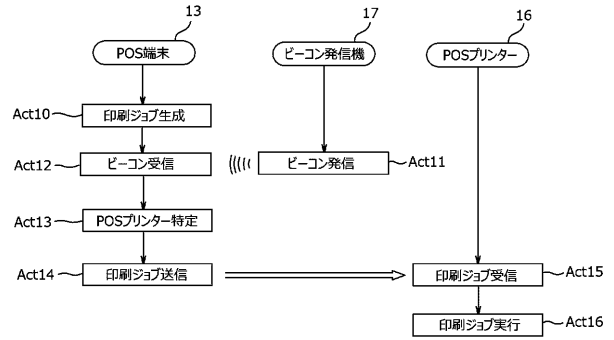 13
17
16
POS端末
ビーコン発信機
POSプリンター
Act10
印刷ジョブ生成
Act12
ビーコン受信
ビーコン発信
Act11
Act13
POSプリンター特定
Act14
印刷ジョブ送信
印刷ジョブ受信
Act15
印刷ジョブ実行
Act16